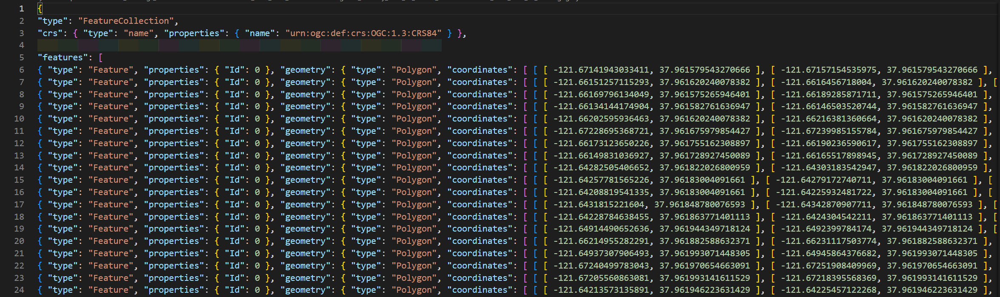 1 {
2 "type": "FeatureCollection",
3 "crs": { "type": "name", "properties": { "name": "urn:ogc:def:crs:OGC:1.3:CRS84" } },
4
5 "features": [
6 { "type": "Feature", "properties": { "Id": 0 }, "geometry": { "type": "Polygon", "coordinates": [ [ [ -121.67141943033411, 37.961579543270666 ], [ -121.67157154535975, 37.961579543270666 ],
7 { "type": "Feature", "properties": { "Id": 0 }, "geometry": { "type": "Polygon", "coordinates": [ [ [ -121.66151257115293, 37.961620240078382 ], [ -121.6616456718004, 37.961620240078382 ], [
8 { "type": "Feature", "properties": { "Id": 0 }, "geometry": { "type": "Polygon", "coordinates": [ [ [ -121.66169796134049, 37.961575265946401 ], [ -121.66189285871711, 37.961575265946401 ],
9 { "type": "Feature", "properties": { "Id": 0 }, "geometry": { "type": "Polygon", "coordinates": [ [ [ -121.66134144174904, 37.961582761636947 ], [ -121.66146503520744, 37.961582761636947 ],
10 { "type": "Feature", "properties": { "Id": 0 }, "geometry": { "type": "Polygon", "coordinates": [ [ [ -121.66202595936463, 37.961620240078382 ], [ -121.66216381360664, 37.961620240078382 ],
11 { "type": "Feature", "properties": { "Id": 0 }, "geometry": { "type": "Polygon", "coordinates": [ [ [ -121.67228695368721, 37.961675979854427 ], [ -121.67239985155784, 37.961675979854427 ],
12 { "type": "Feature", "properties": { "Id": 0 }, "geometry": { "type": "Polygon", "coordinates": [ [ [ -121.66173123650226, 37.961755162308897 ], [ -121.66190236590617, 37.961755162308897 ],
13 { "type": "Feature", "properties": { "Id": 0 }, "geometry": { "type": "Polygon", "coordinates": [ [ [ -121.66149831036927, 37.961728927450089 ], [ -121.66165517898945, 37.961728927450089 ],
14 { "type": "Feature", "properties": { "Id": 0 }, "geometry": { "type": "Polygon", "coordinates": [ [ [ -121.64282505406652, 37.961822026800959 ], [ -121.64303183542947, 37.961822026800959 ],
15 { "type": "Feature", "properties": { "Id": 0 }, "geometry": { "type": "Polygon", "coordinates": [ [ [ -121.64257781565226, 37.96183004091661 ], [ -121.64279172740711, 37.96183004091661 ], [
16 { "type": "Feature", "properties": { "Id": 0 }, "geometry": { "type": "Polygon", "coordinates": [ [ [ -121.64208819541335, 37.96183004091661 ], [ -121.64225932481722, 37.96183004091661 ], [
17 { "type": "Feature", "properties": { "Id": 0 }, "geometry": { "type": "Polygon", "coordinates": [ [ [ -121.6431815221604, 37.961848780076593 ], [ -121.64342870907711, 37.961848780076593 ], [
18 { "type": "Feature", "properties": { "Id": 0 }, "geometry": { "type": "Polygon", "coordinates": [ [ [ -121.64228784638455, 37.961863771401113 ], [ -121.6424304542211, 37.961863771401113 ], [
19 { "type": "Feature", "properties": { "Id": 0 }, "geometry": { "type": "Polygon", "coordinates": [ [ [ -121.64914490652636, 37.961944349718124 ], [ -121.6492399784174, 37.961944349718124 ], [
20 { "type": "Feature", "properties": { "Id": 0 }, "geometry": { "type": "Polygon", "coordinates": [ [ [ -121.66214955282291, 37.961882588632371 ], [ -121.66231117503774, 37.961882588632371 ],
21 { "type": "Feature", "properties": { "Id": 0 }, "geometry": { "type": "Polygon", "coordinates": [ [ [ -121.64937307906493, 37.961993071448305 ], [ -121.64945864376682, 37.961993071448305 ],
22 { "type": "Feature", "properties": { "Id": 0 }, "geometry": { "type": "Polygon", "coordinates": [ [ [ -121.67240499783043, 37.961970654663091 ], [ -121.67251908409969, 37.961970654663091 ],
23 { "type": "Feature", "properties": { "Id": 0 }, "geometry": { "type": "Polygon", "coordinates": [ [ [ -121.67205560863081, 37.961993141611529 ], [ -121.67218395568369, 37.961993141611529 ],
24 { "type": "Feature", "properties": { "Id": 0 }, "geometry": { "type": "Polygon", "coordinates": [ [ [ -121.64213573135891, 37.961946223631429 ], [ -121.64225457122268, 37.961946223631429 ],